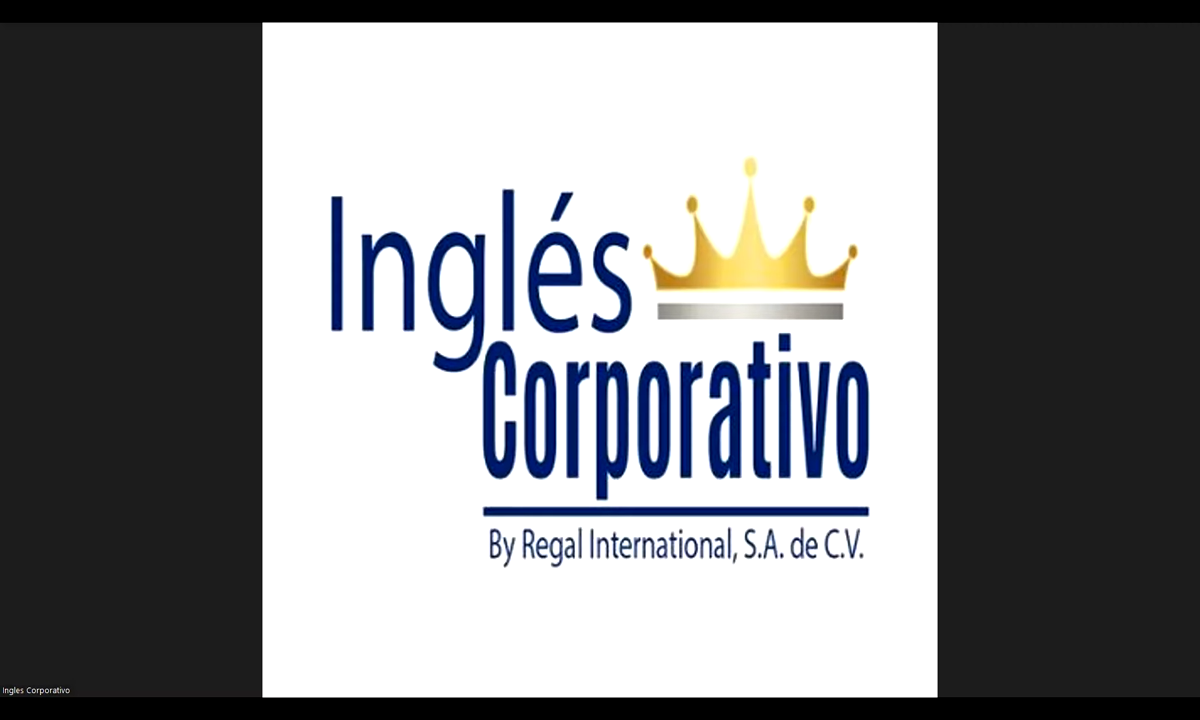 Inglés
Corporativo
By Regal International, S.A. de C.V.
Ingles Corporativo